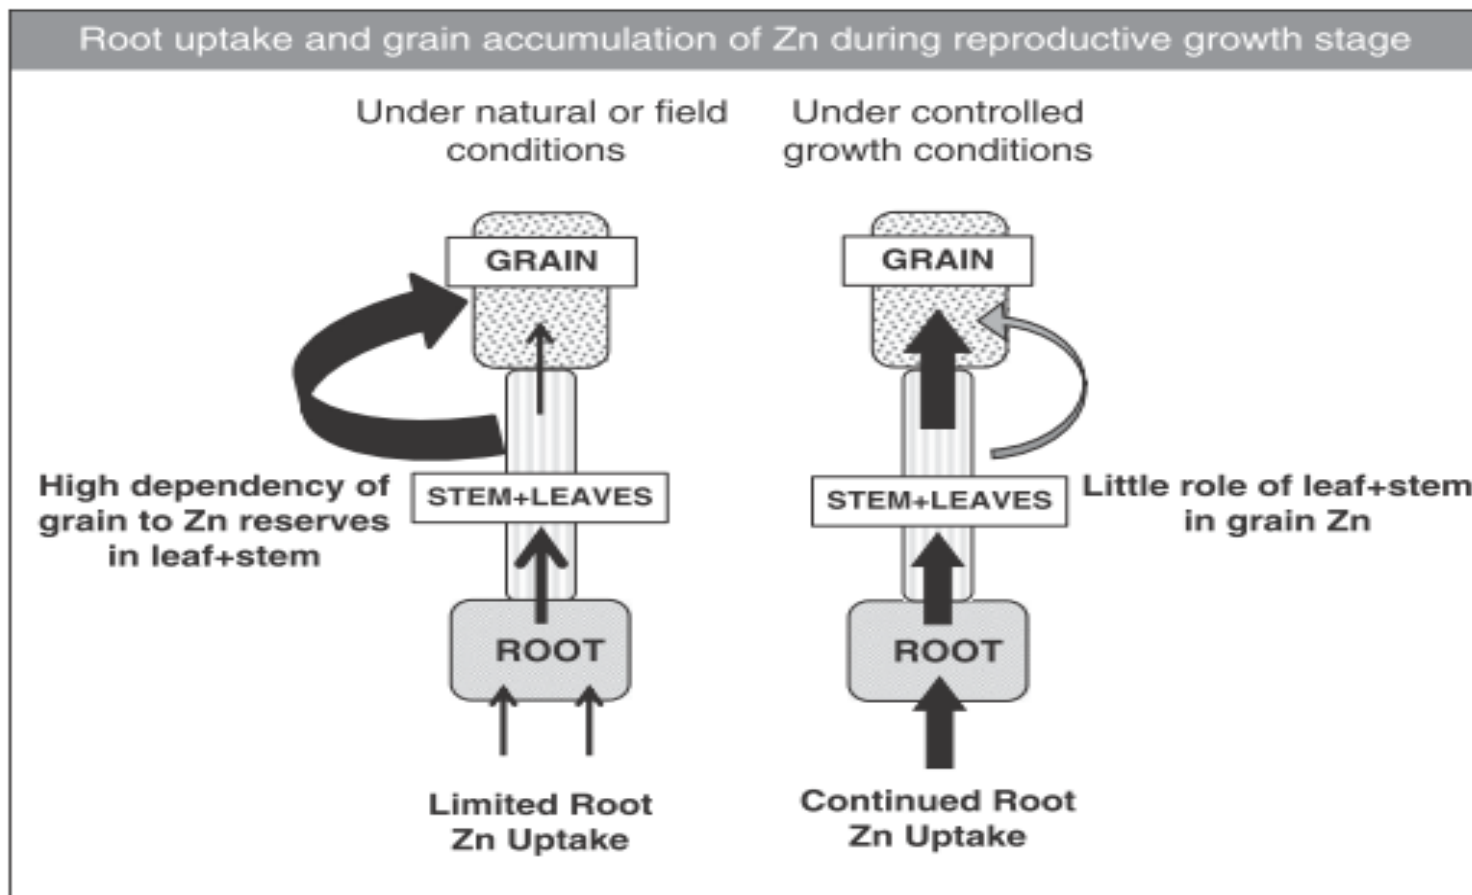 Root uptake and grain accumulation of Zn during reproductive growth stage
Under natural or field
conditions
GRAIN
High dependency of
grain to Zn reserves
in leaf+stem
STEM+LEAVES
ROOT
Limited Root
Zn Uptake
Under controlled
growth conditions
GRAIN
STEM+LEAVES
Little role of leaf+stem
in grain Zn
ROOT
Continued Root
Zn Uptake